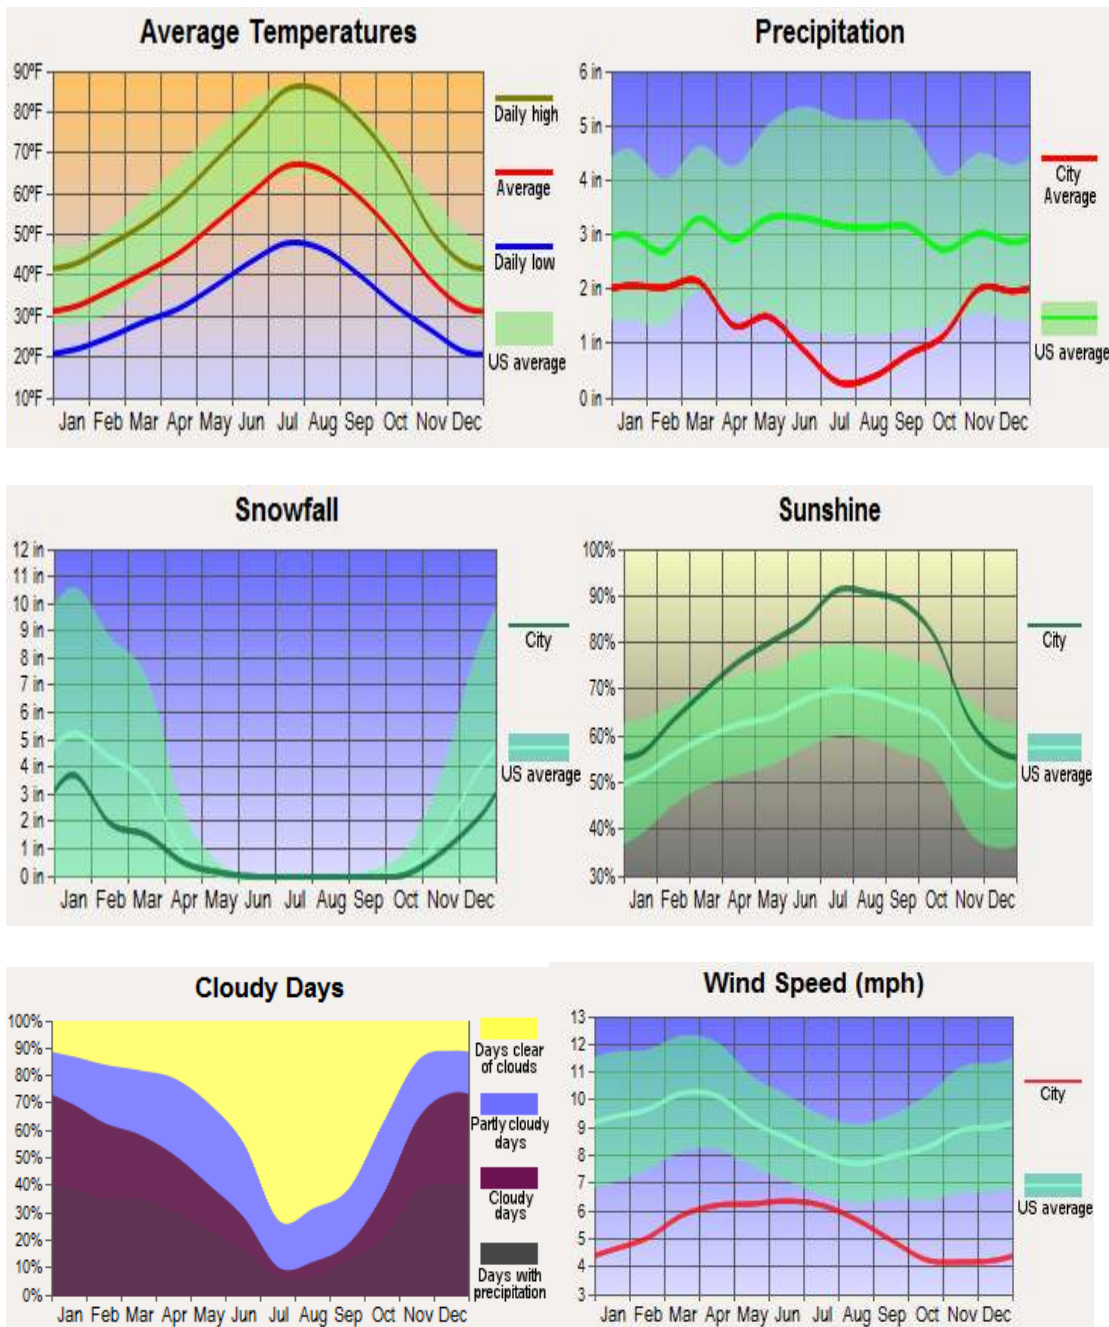 Average Temperatures
90ºF
80ºF
70ºF
60ºF
50ºF
40ºF
30ºF
20ºF
10ºF
Jan Feb Mar Apr May Jun Jul Aug Sep Oct Nov Dec
Daily high
Average
Daily low
US average
Precipitation
6 in
5 in
4 in
3 in
2 in
1 in
0 in
Jan Feb Mar Apr May Jun Jul Aug Sep Oct Nov Dec
City
Average
US average
Snowfall
12 in
11 in
10 in
9 in
8 in
7 in
6 in
5 in
4 in
3 in
2 in
1 in
0 in
Jan Feb Mar Apr May Jun Jul Aug Sep Oct Nov Dec
City
US average
Sunshine
100%
90%
80%
70%
60%
50%
40%
30%
Jan Feb Mar Apr May Jun Jul Aug Sep Oct Nov Dec
City
US average
Cloudy Days
100%
90%
80%
70%
60%
50%
40%
30%
20%
10%
0%
Jan Feb Mar Apr May Jun Jul Aug Sep Oct Nov Dec
Days clear
of clouds
Partly cloudy
days
Cloudy
days
Days with
precipitation
Wind Speed (mph)
13
12
11
10
9
8
7
6
5
4
3
Jan Feb Mar Apr May Jun Jul Aug Sep Oct Nov Dec
City
US average